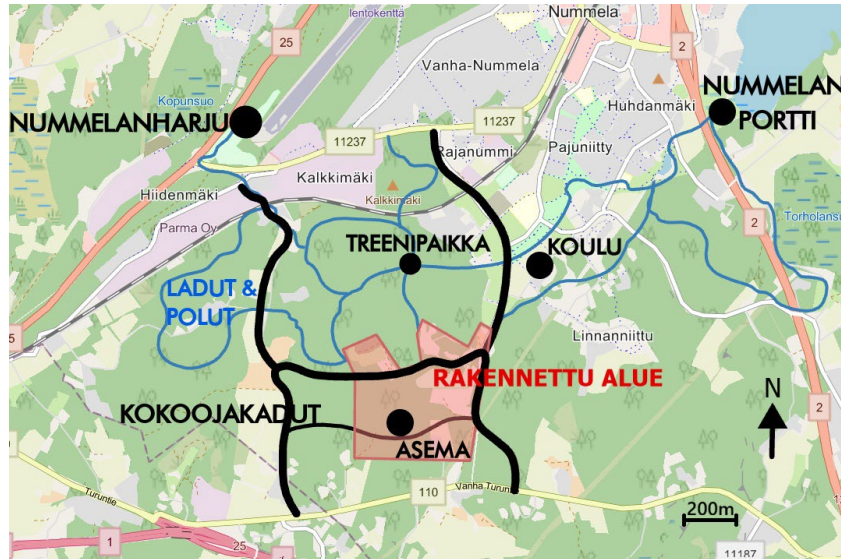 Nummela
lentokenttä
25
2
Vanha-Nummela
Kopunsuo
Huhdanmäki
NUMMELAN
PORTTI
NUMMELANHARJU
11237
11237
Rajanummi
Pajuniitty
Kalkkimäki
Hiidenmäki
Kalkkimäki
Parma Oy
2
Torholansuo
TREENIPAIKKA
KOULU
LADUT &
POLUT
Linnanniittu
RAKENNETTU ALUE
KOKOOJAKADUT
N
2
ASEMA
Turuntie
110
Vanha Turuntie
200m
1
25
11187